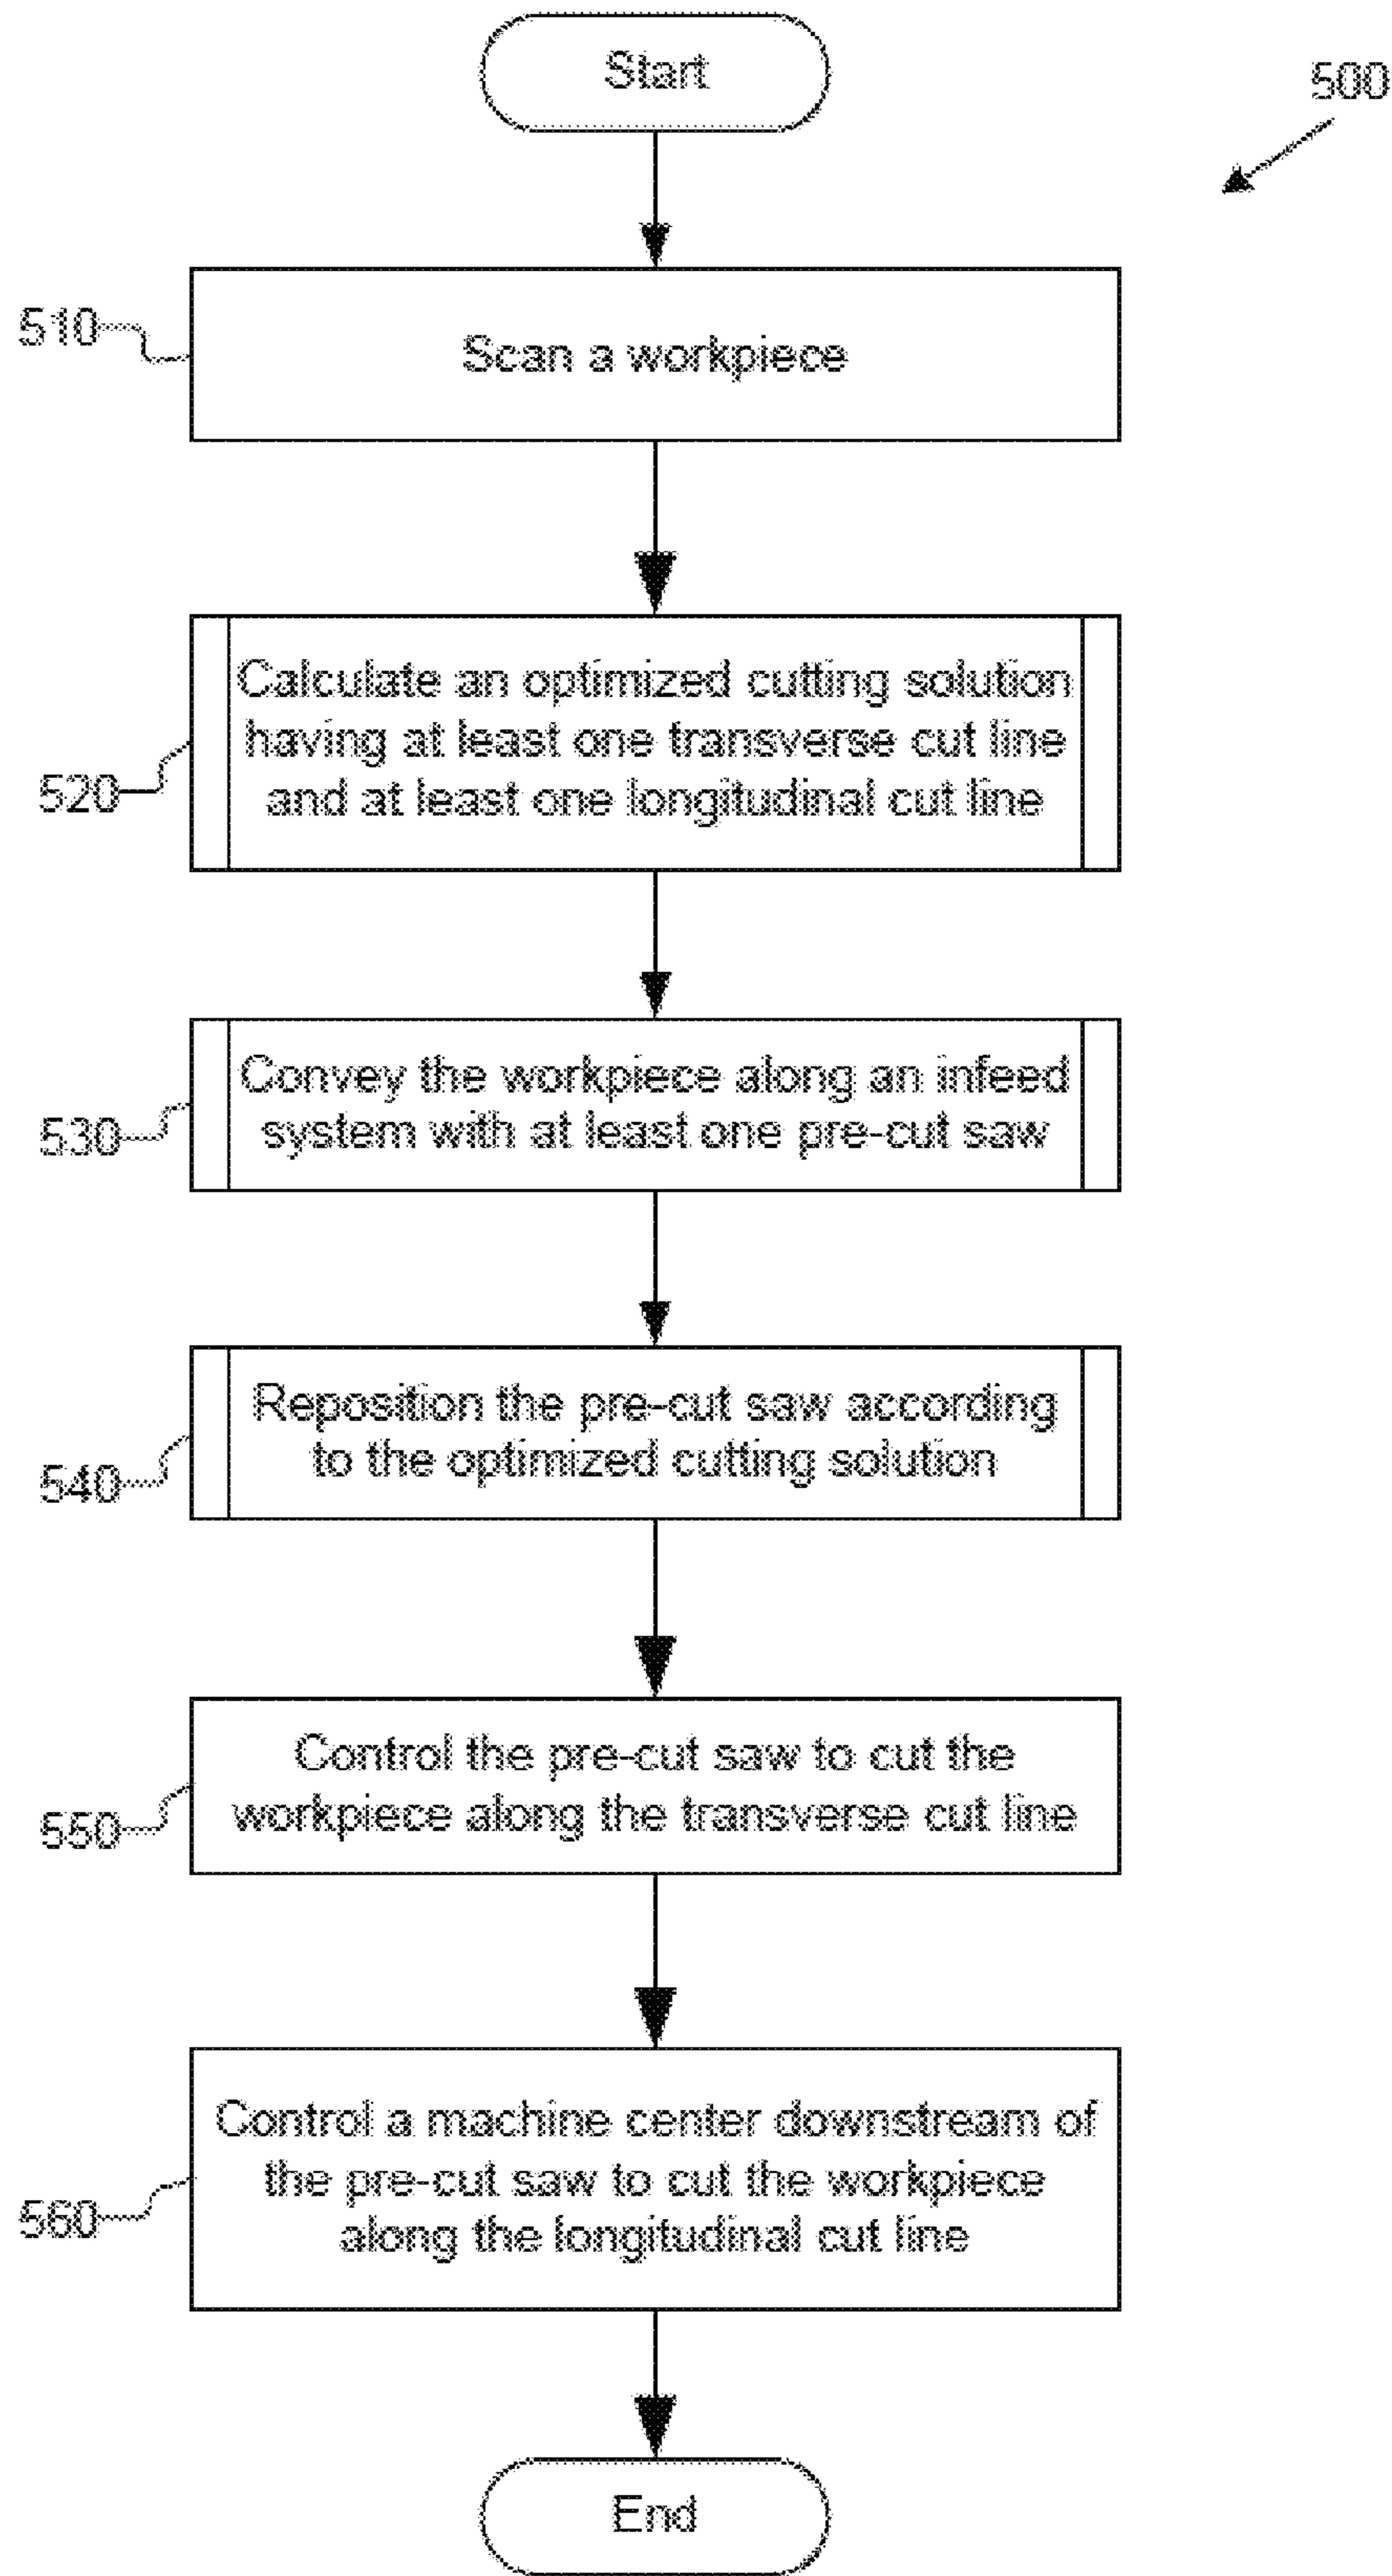 Start
500
510
Scan a workpiece
520
Calculate an optimized cutting solution
having at least one transverse cut line
and at least one longitudinal cut line
530
Convey the workpiece along an infeed
system with at least one pre-cut saw
540
Reposition the pre-cut saw according
to the optimized cutting solution
550
Control the pre-cut saw to cut the
workpiece along the transverse cut line
560
Control a machine center downstream of
the pre-cut saw to cut the workpiece
along the longitudinal cut line
End